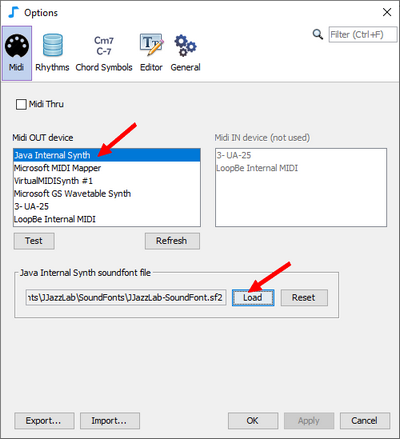 Options
Midi
Rhythms
Cm7
C-7
Chord Symbols
Editor
General
Filter (Ctrl+F)
Midi Thru
Midi OUT device
Midi IN device (not used)
Java Internal Synth
Microsoft MIDI Mapper
VirtualMIDISynth #1
Microsoft GS Wavetable Synth
3- UA-25
LoopBe Internal MIDI
3- UA-25
LoopBe Internal MIDI
Test
Refresh
Java Internal Synth soundfont file
nts\JJazzLab\SoundFonts\JJazzLab-SoundFont.sf2
Load
Reset
Export...
Import...
OK
Apply
Cancel